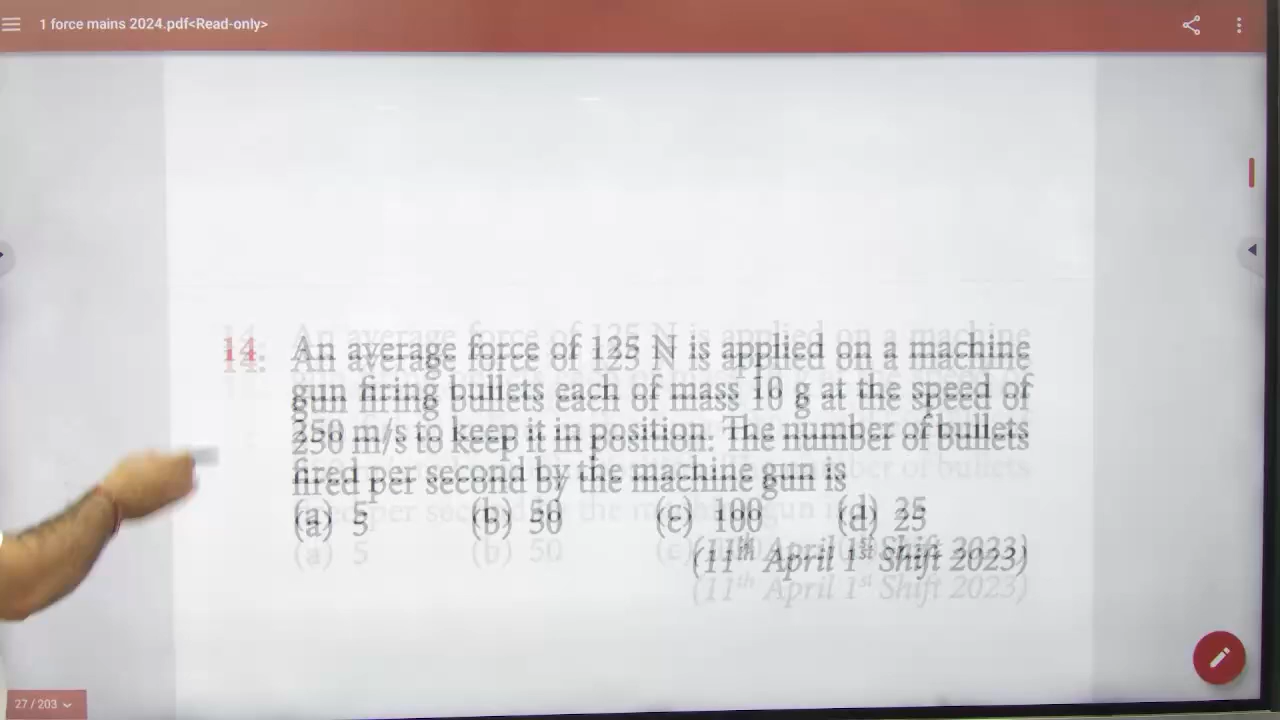 1 force mains 2024.pdf<Read-only>
14. An average force of 125 N is applied on a machine
gun firing bullets each of mass 10 g at the speed of
250 m/s to keep it in position. The number of bullets
fired per second by the machine gun is
(a) 5 (b) 50 (c) 100 (d) 25
(11th April 1st Shift 2023)
27 / 203